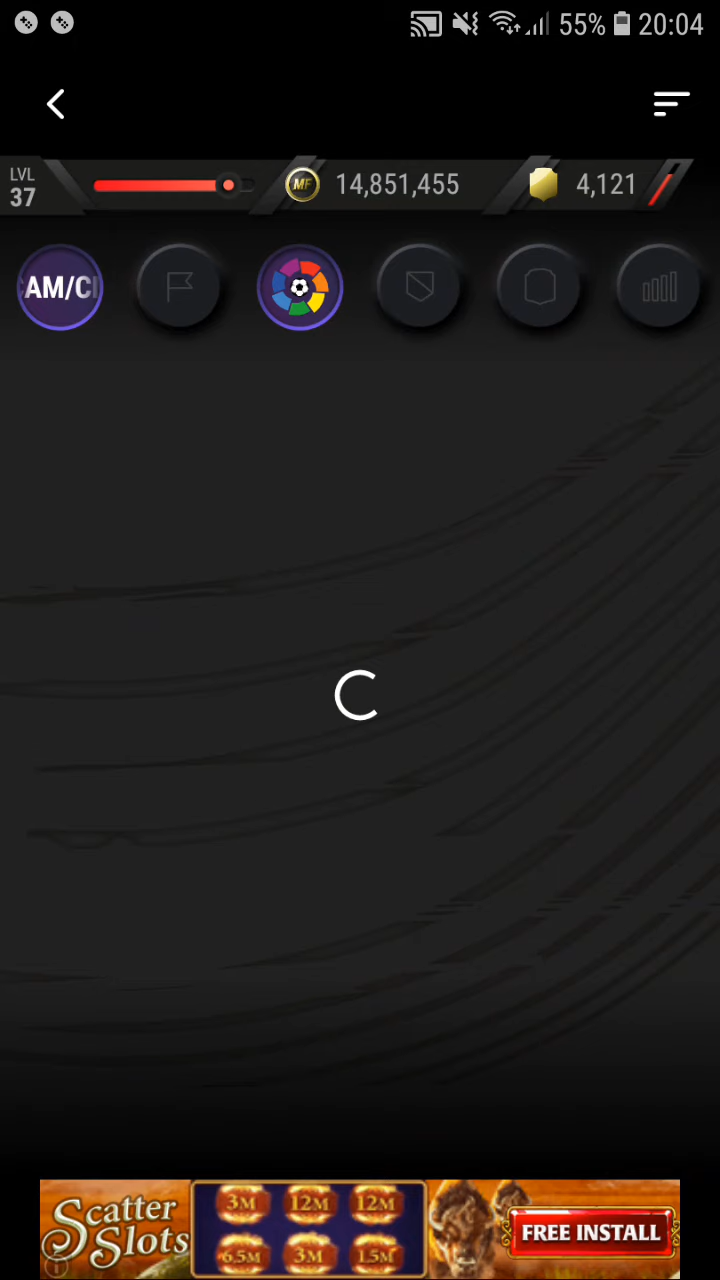 55% 20:04
LVL
37
MF 14,851,455 4,121
AM/C
Scatter
Slots
3M 12M 12M
6.5M 3M 1.5M
FREE INSTALL